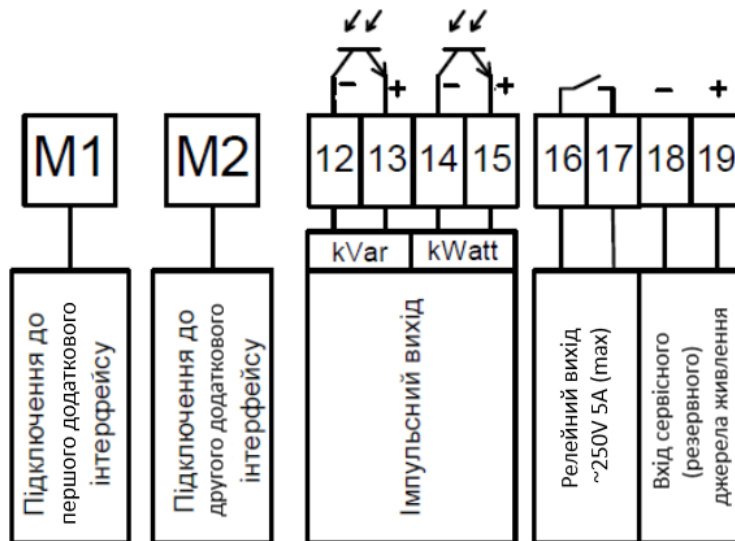 - + - +
- +
M1
M2
12 13 14 15
16 17 18 19
kVar kWatt
Підключення до
першого додаткового
інтерфейсу
Підключення до
другого додаткового
інтерфейсу
Імпульсний вихід
Релейний вихід
~250V 5A (max)
Вхід сервісного
(резервного)
джерела живлення